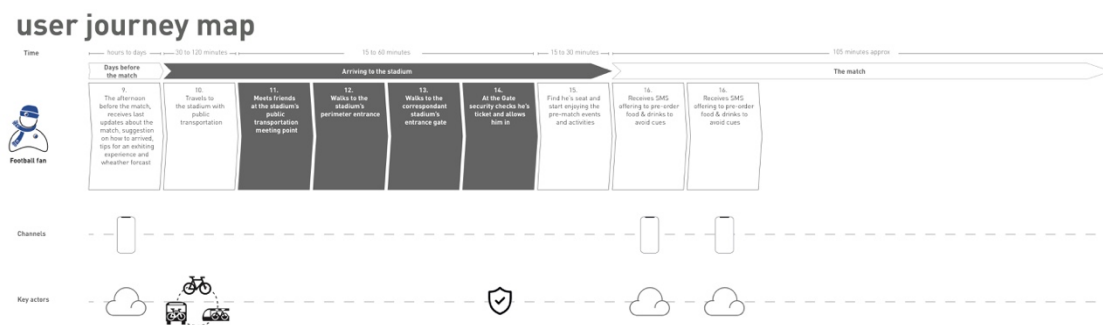 user journey map
Time
hours to days
30 to 120 minutes
15 to 60 minutes
15 to 30 minutes
105 minutes approx
Days before
the match
Arriving to the stadium
The match
9.
The afternoon
before the match,
receives last
updates about the
match, suggestion
on how to arrived,
tips for an exhiting
experience and
wheather forcast
10.
Travels to
the stadium with
public
transportation
11.
Meets friends
at the stadium's
public
transportation
meeting point
12.
Walks to the
stadium's
perimeter entrance
13.
Walks to the
correspondant
stadium's
entrance gate
14.
At the Gate
security checks he's
ticket and allows
him in
15.
Find he's seat and
start enjoying the
pre-match events
and activities
16.
Receives SMS
offering to pre-order
food & drinks to
avoid cues
16.
Receives SMS
offering to pre-order
food & drinks to
avoid cues
Football fan
Channels
Key actors